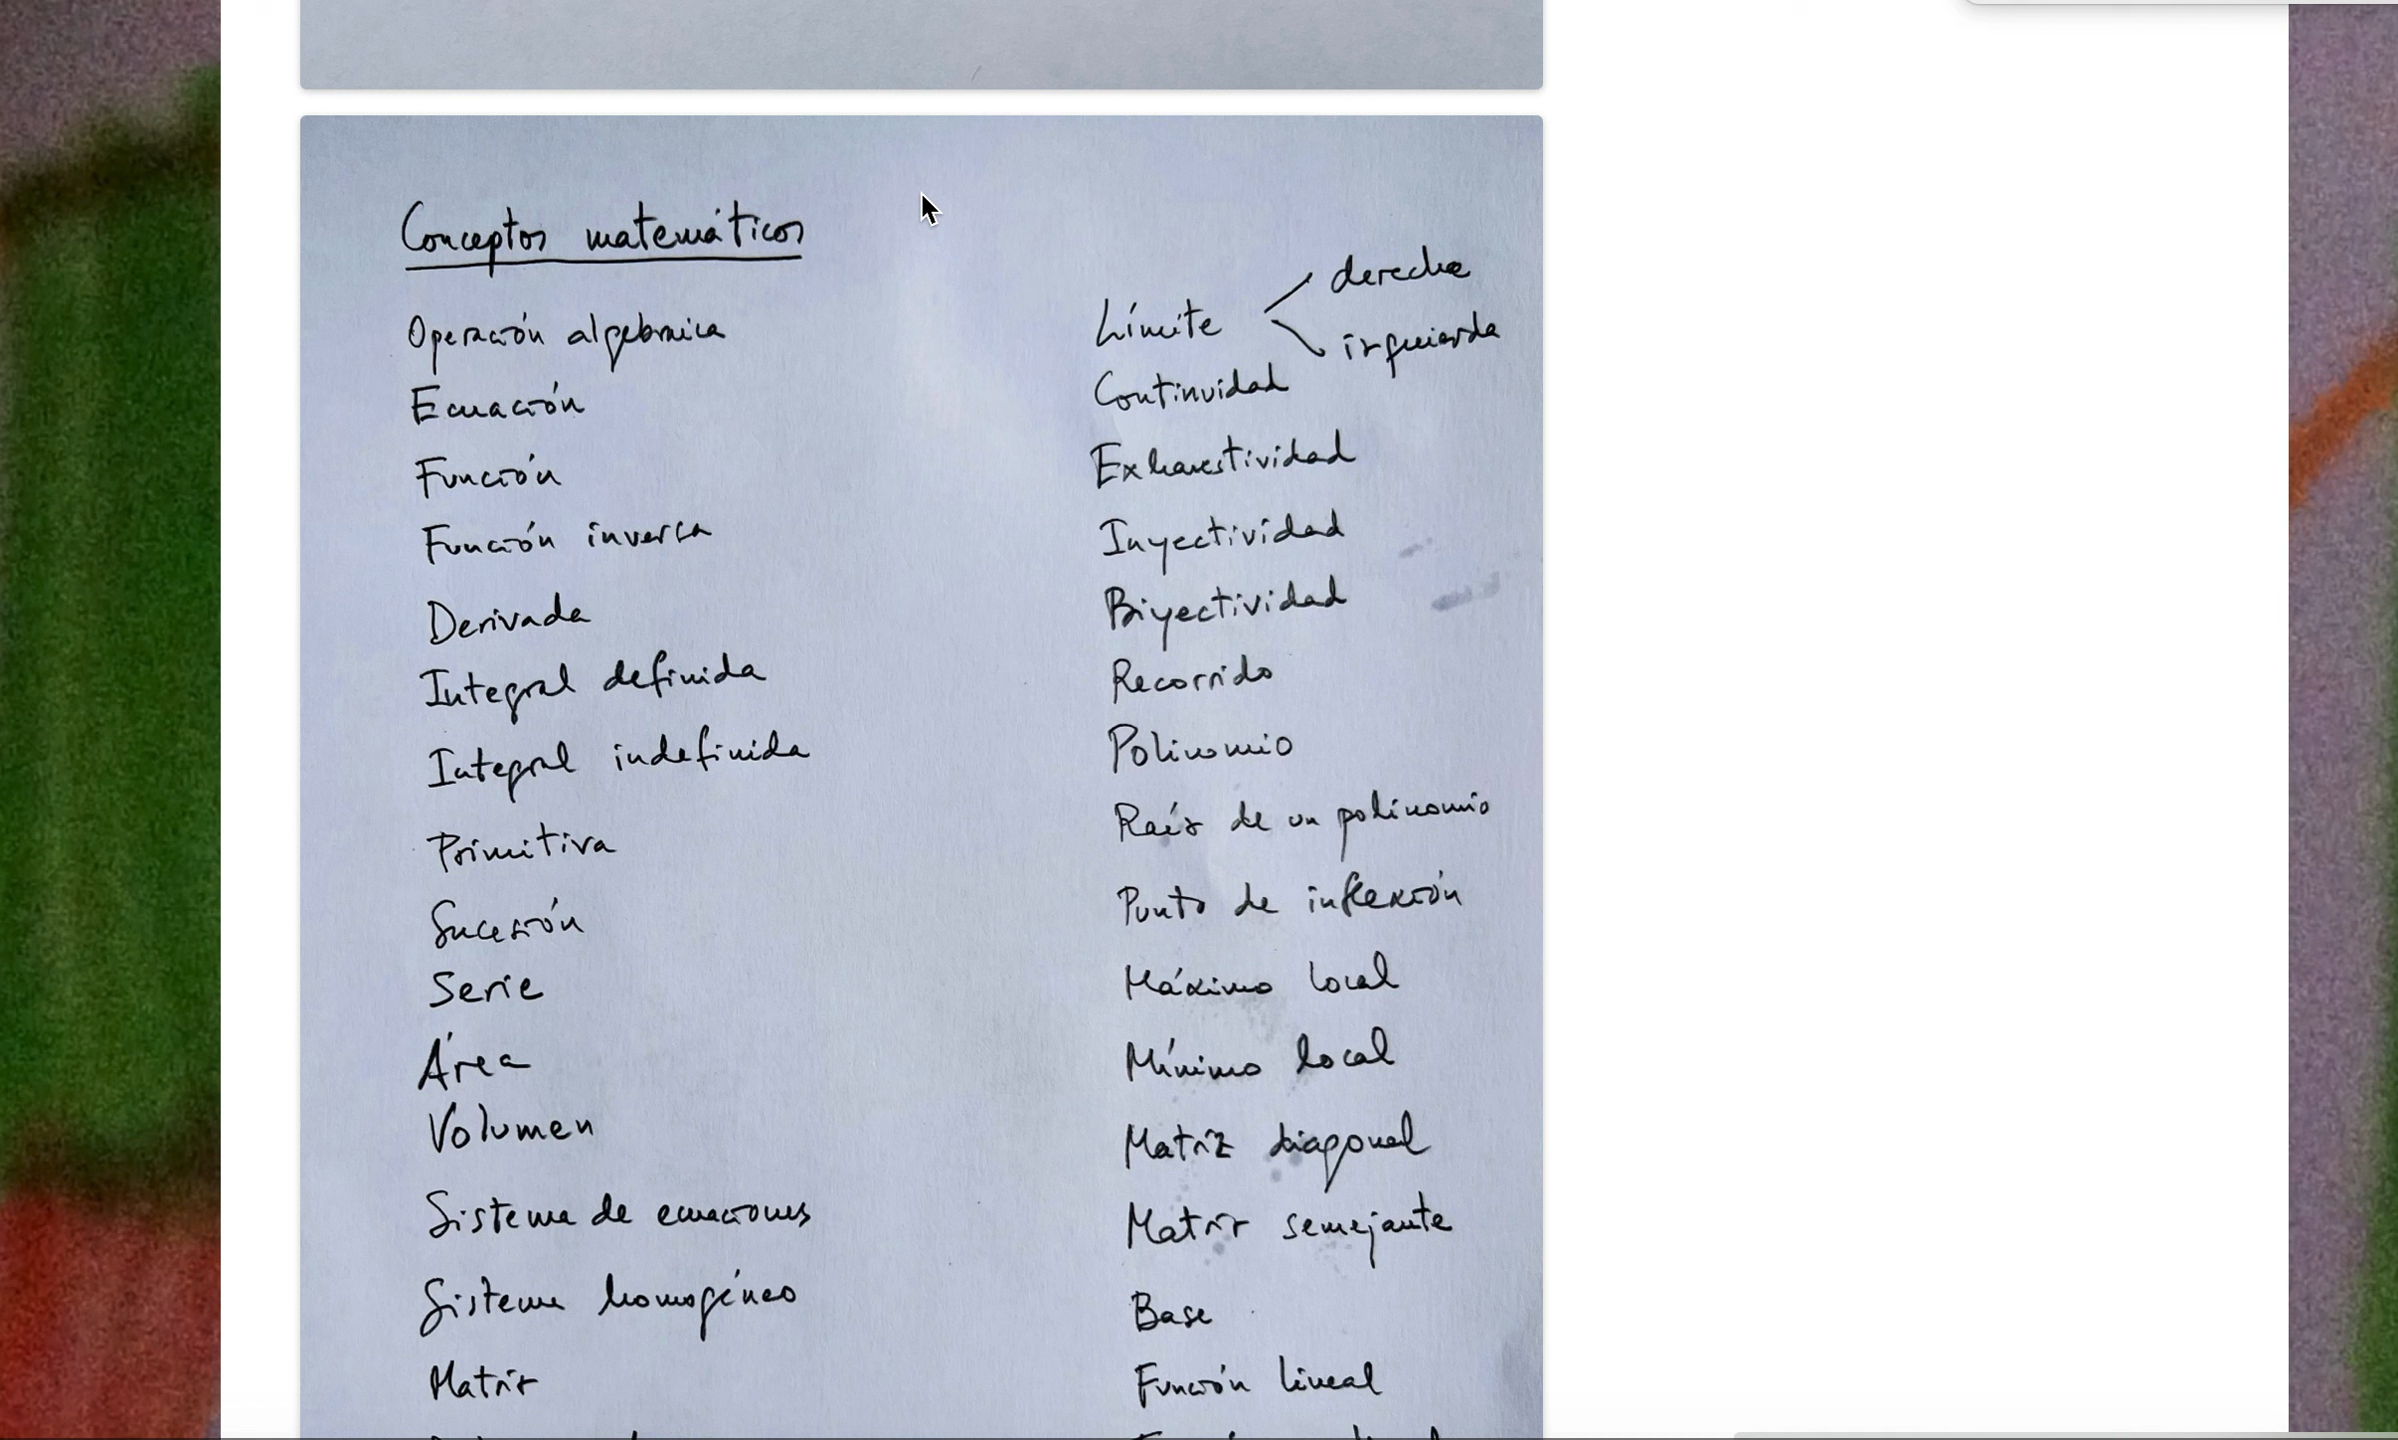 Conceptos matemáticos
Operación algebraica
Ecuación
Función
Función inversa
Derivada
Integral definida
Integral indefinida
Primitiva
Sucesión
Serie
Área
Volumen
Sistema de ecuaciones
Sistema homogéneo
Matriz
Límite
derecha
izquierda
Continuidad
Exhaustividad
Inyectividad
Biyectividad
Recorrido
Polinomio
Raíz de un polinomio
Punto de inflexión
Máximo local
Mínimo local
Matriz diagonal
Matriz semejante
Base
Función lineal